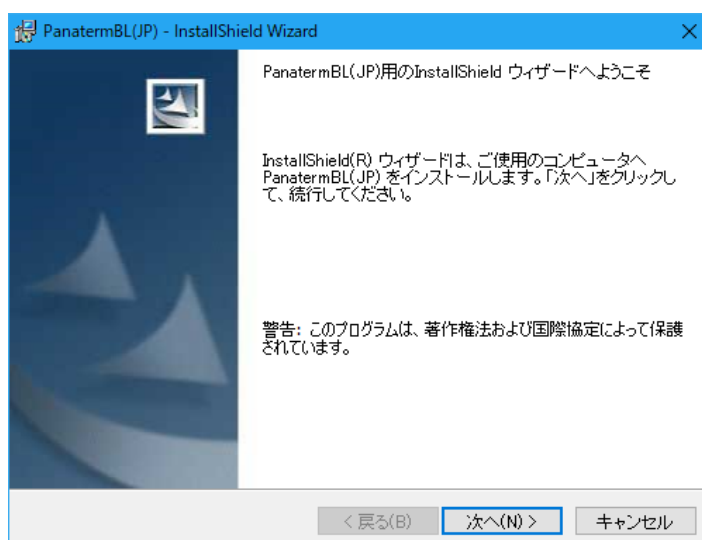 PanatermBL(JP) - InstallShield Wizard
PanatermBL(JP)用のInstallShield ウィザードへようこそ
InstallShield(R) ウィザードは、ご使用のコンピュータへ
PanatermBL(JP) をインストールします。「次へ」をクリックし
て、続行してください。
警告: このプログラムは、著作権法および国際協定によって保護
されています。
< 戻る(B)
次へ(N) >
キャンセル